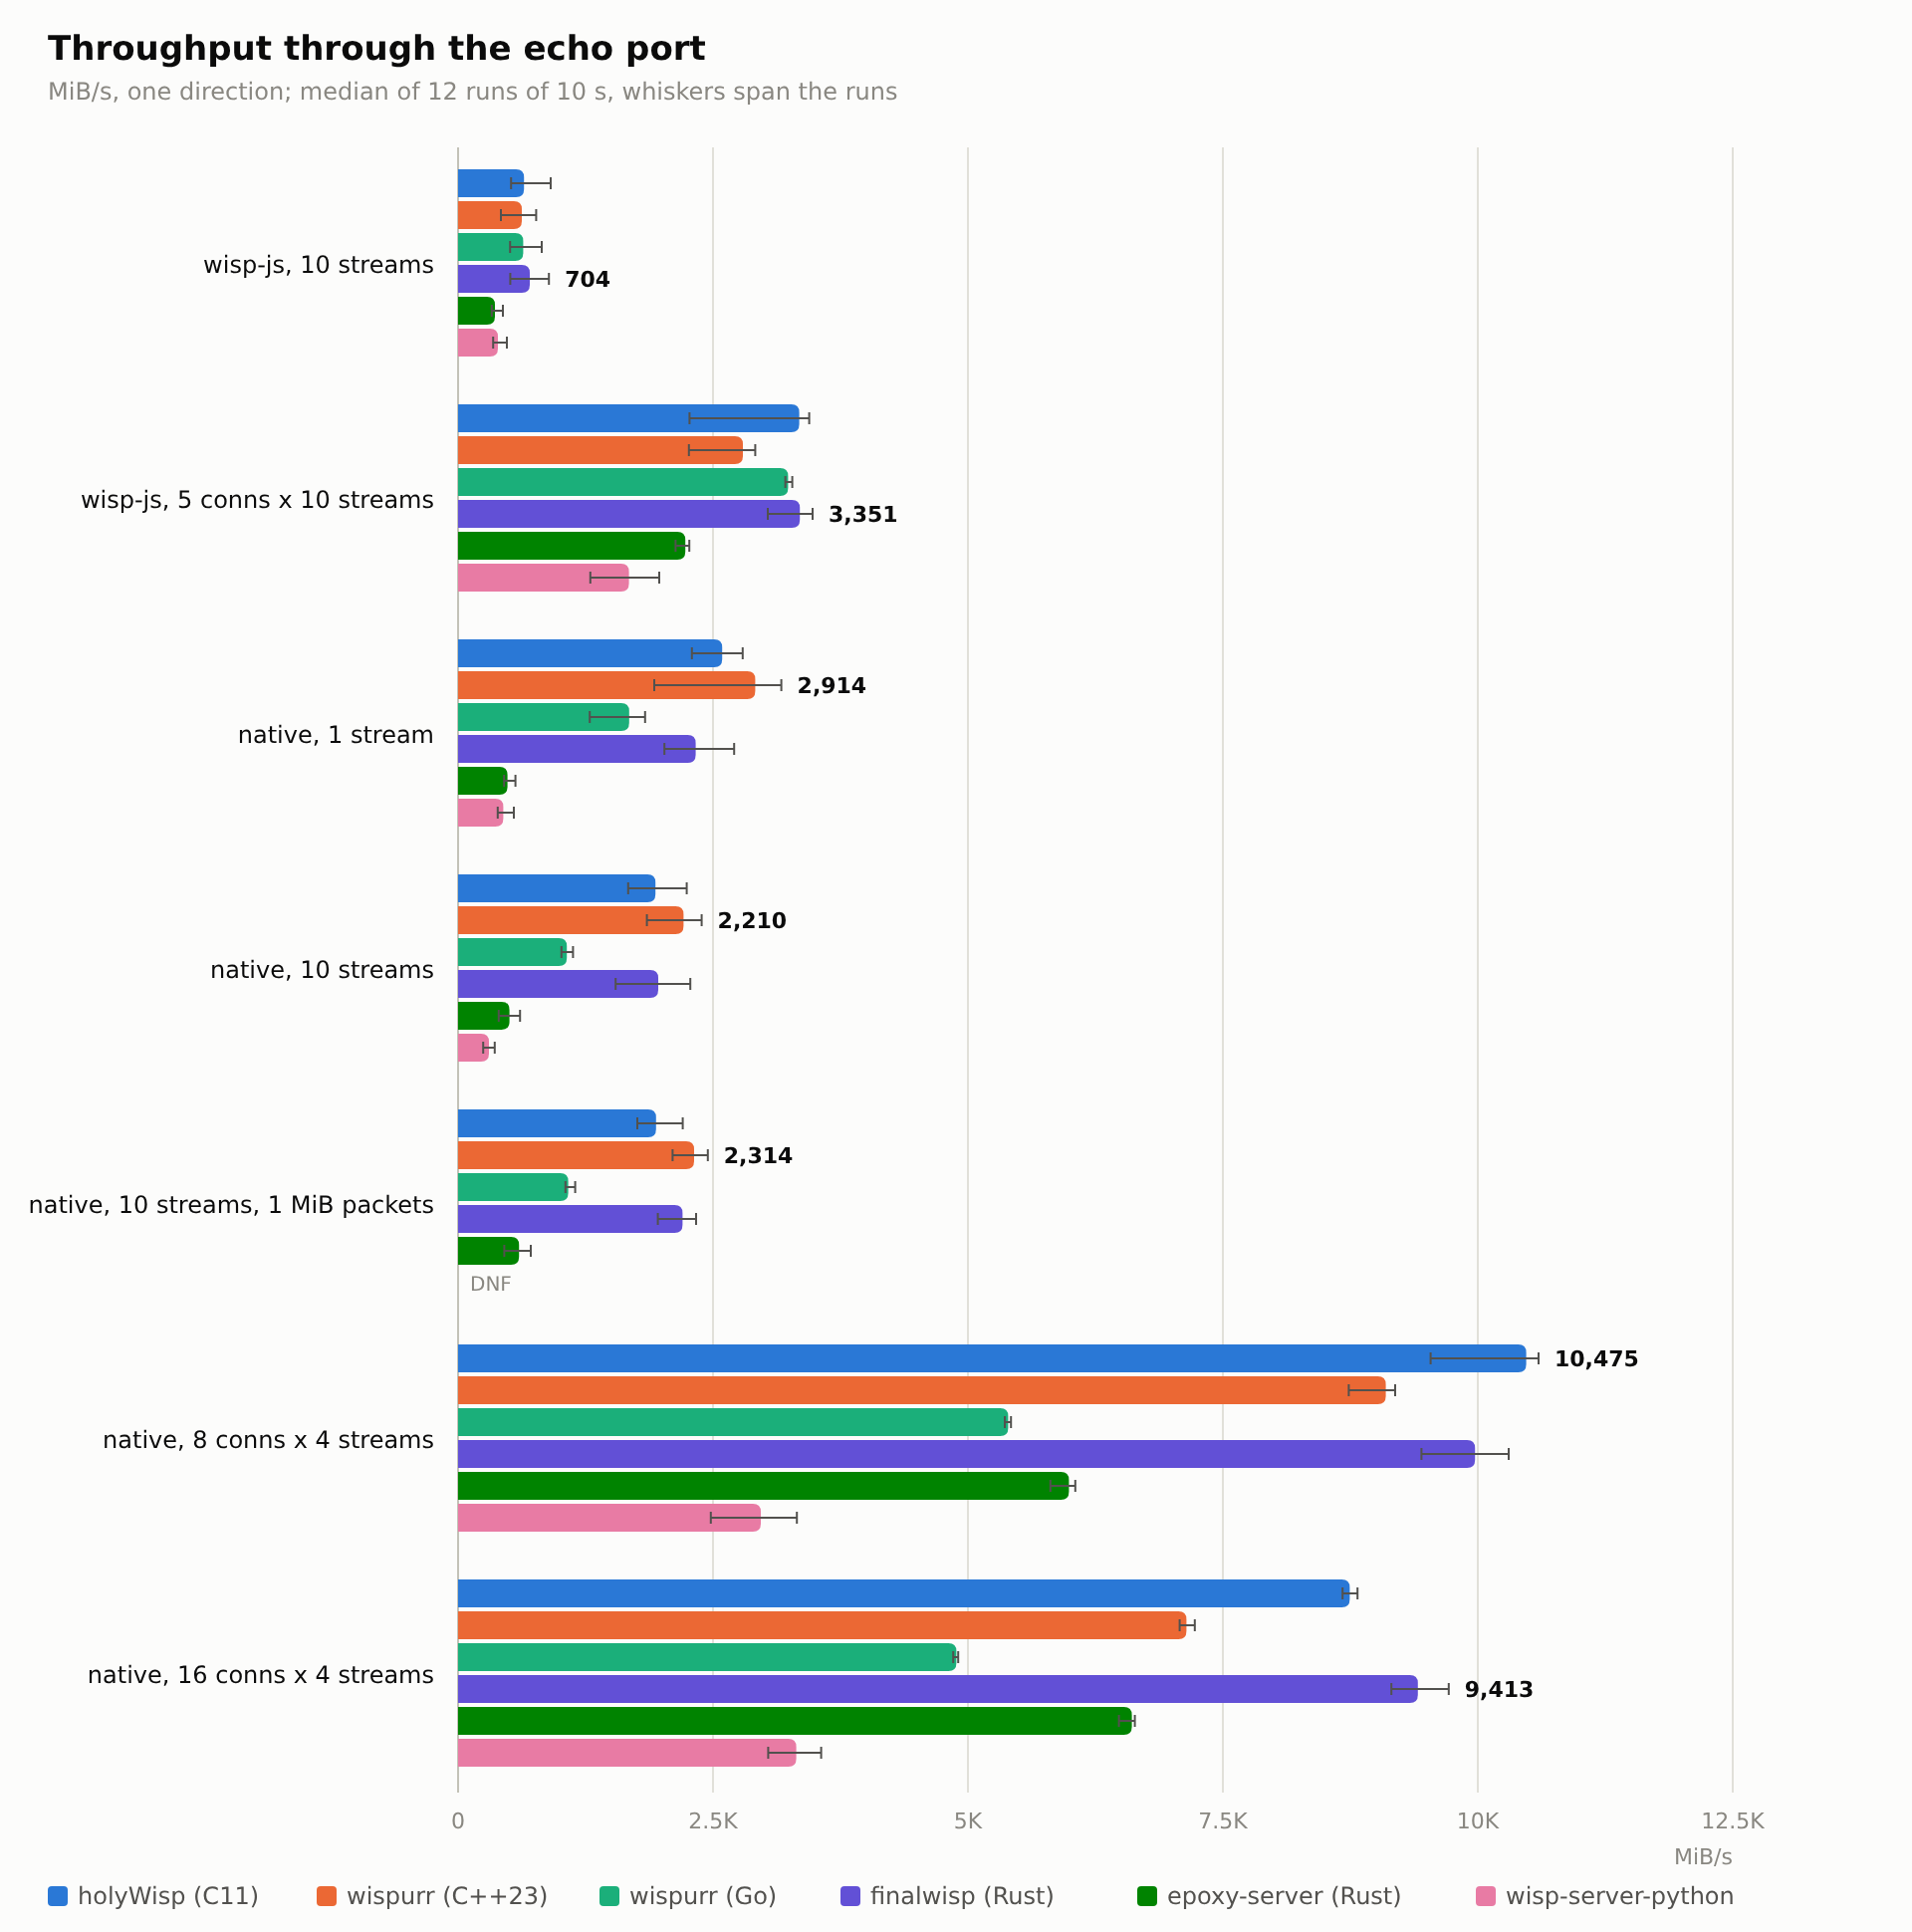 Throughput through the echo port
MiB/s, one direction; median of 12 runs of 10 s, whiskers span the runs
wisp-js, 10 streams
704
wisp-js, 5 conns x 10 streams
3,351
native, 1 stream
2,914
native, 10 streams
2,210
native, 10 streams, 1 MiB packets
2,314
DNF
native, 8 conns x 4 streams
10,475
native, 16 conns x 4 streams
9,413
0 2.5K 5K 7.5K 10K 12.5K
MiB/s
holyWisp (C11) wispurr (C++23) wispurr (Go) finalwisp (Rust) epoxy-server (Rust) wisp-server-python